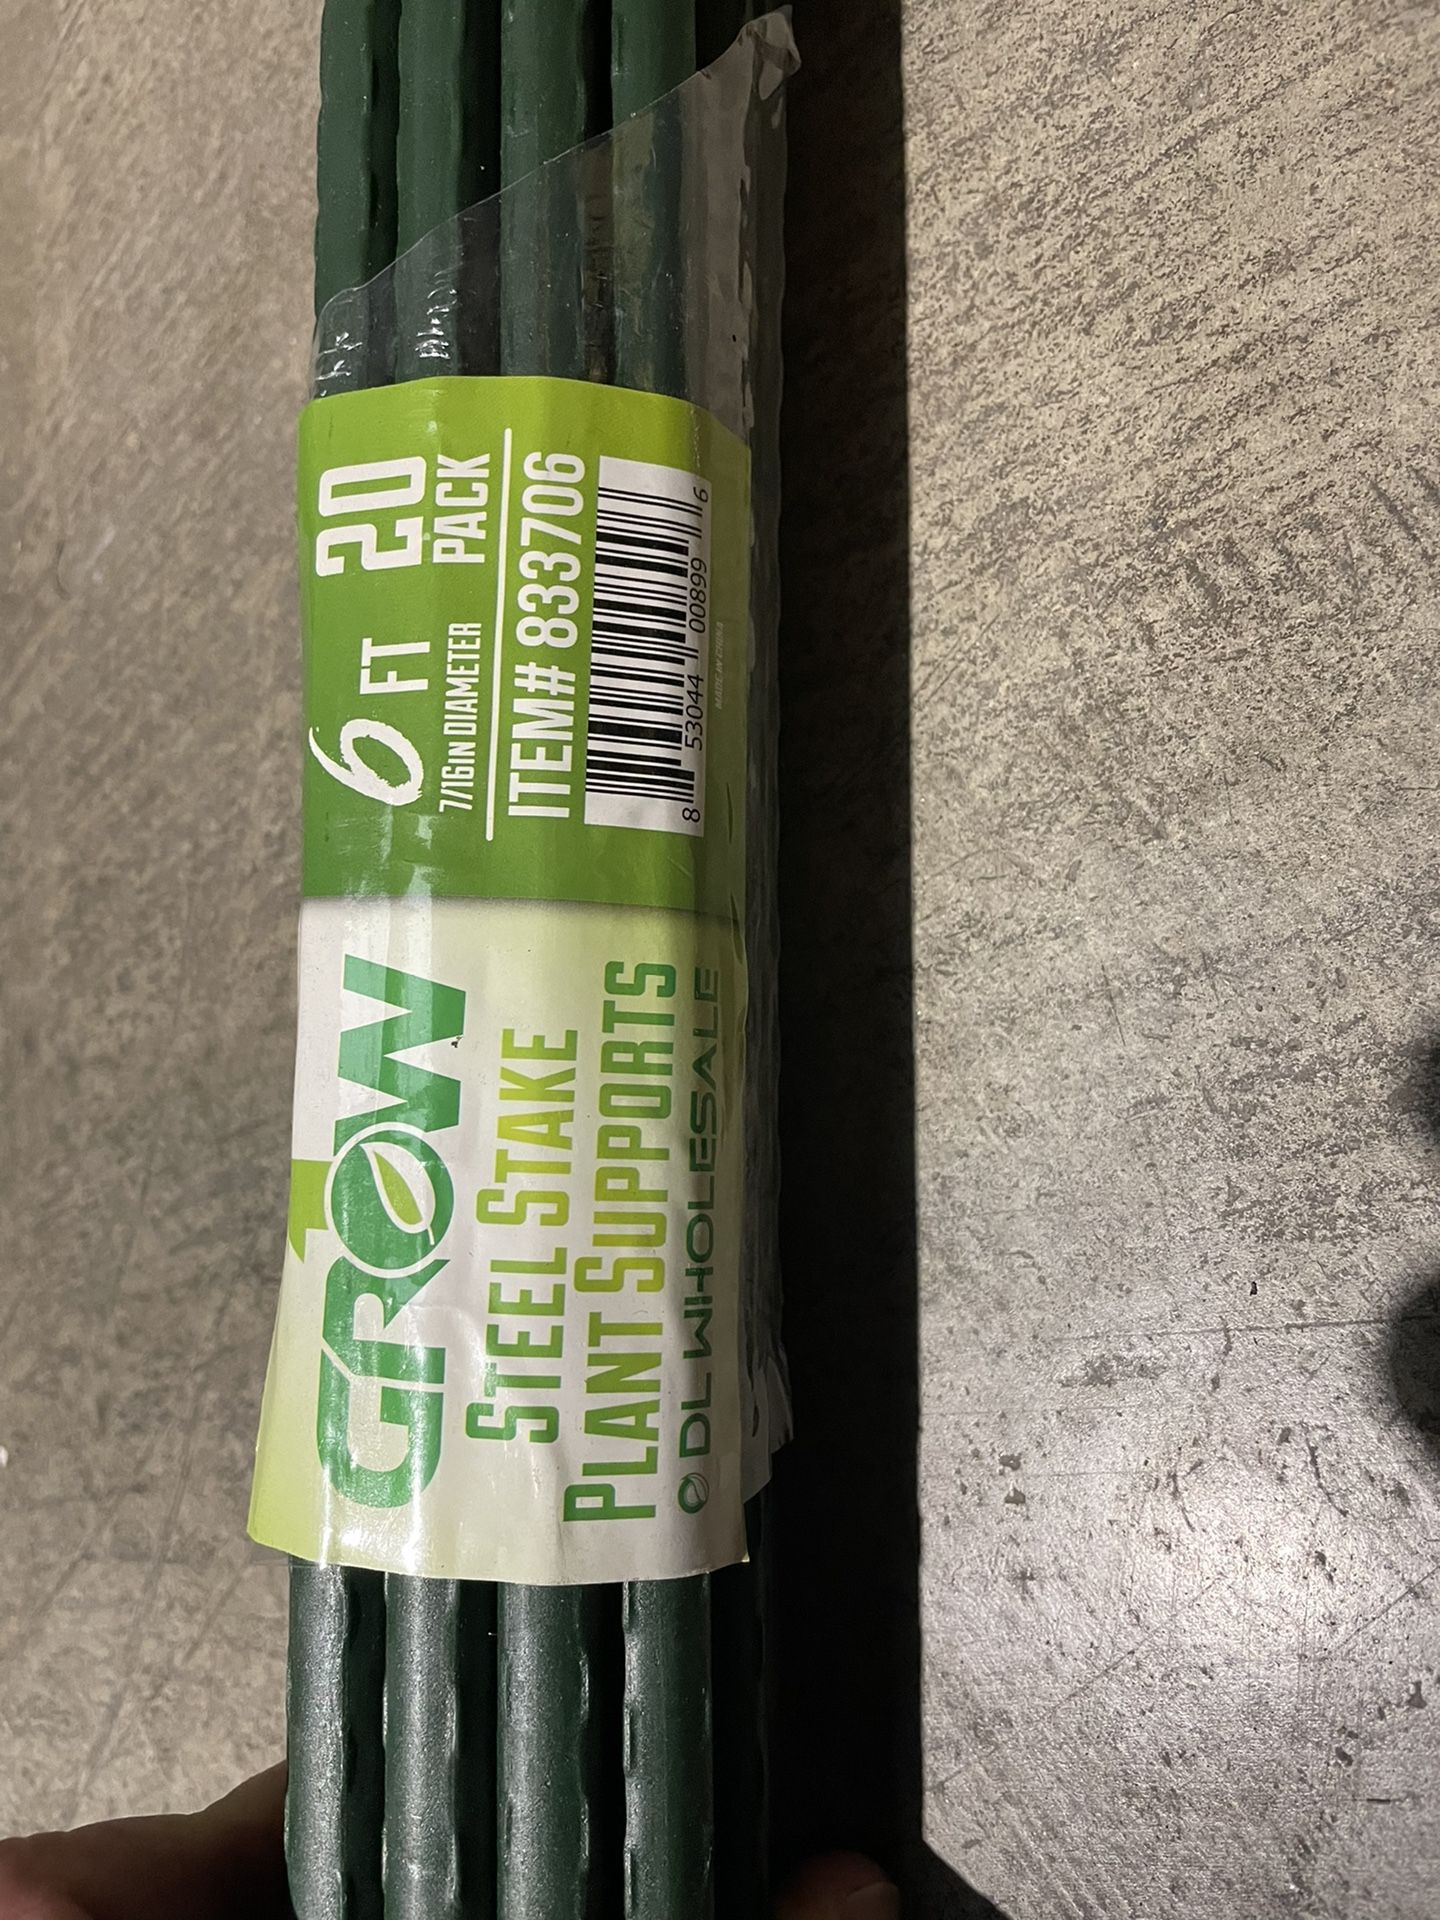 GROW
STEEL STAKE
PLANT SUPPORTS
DL WHOLESALE
6 FT
7/16IN DIAMETER
20
PACK
ITEM# 833706
8 53044 00899 6
MADE IN CHINA